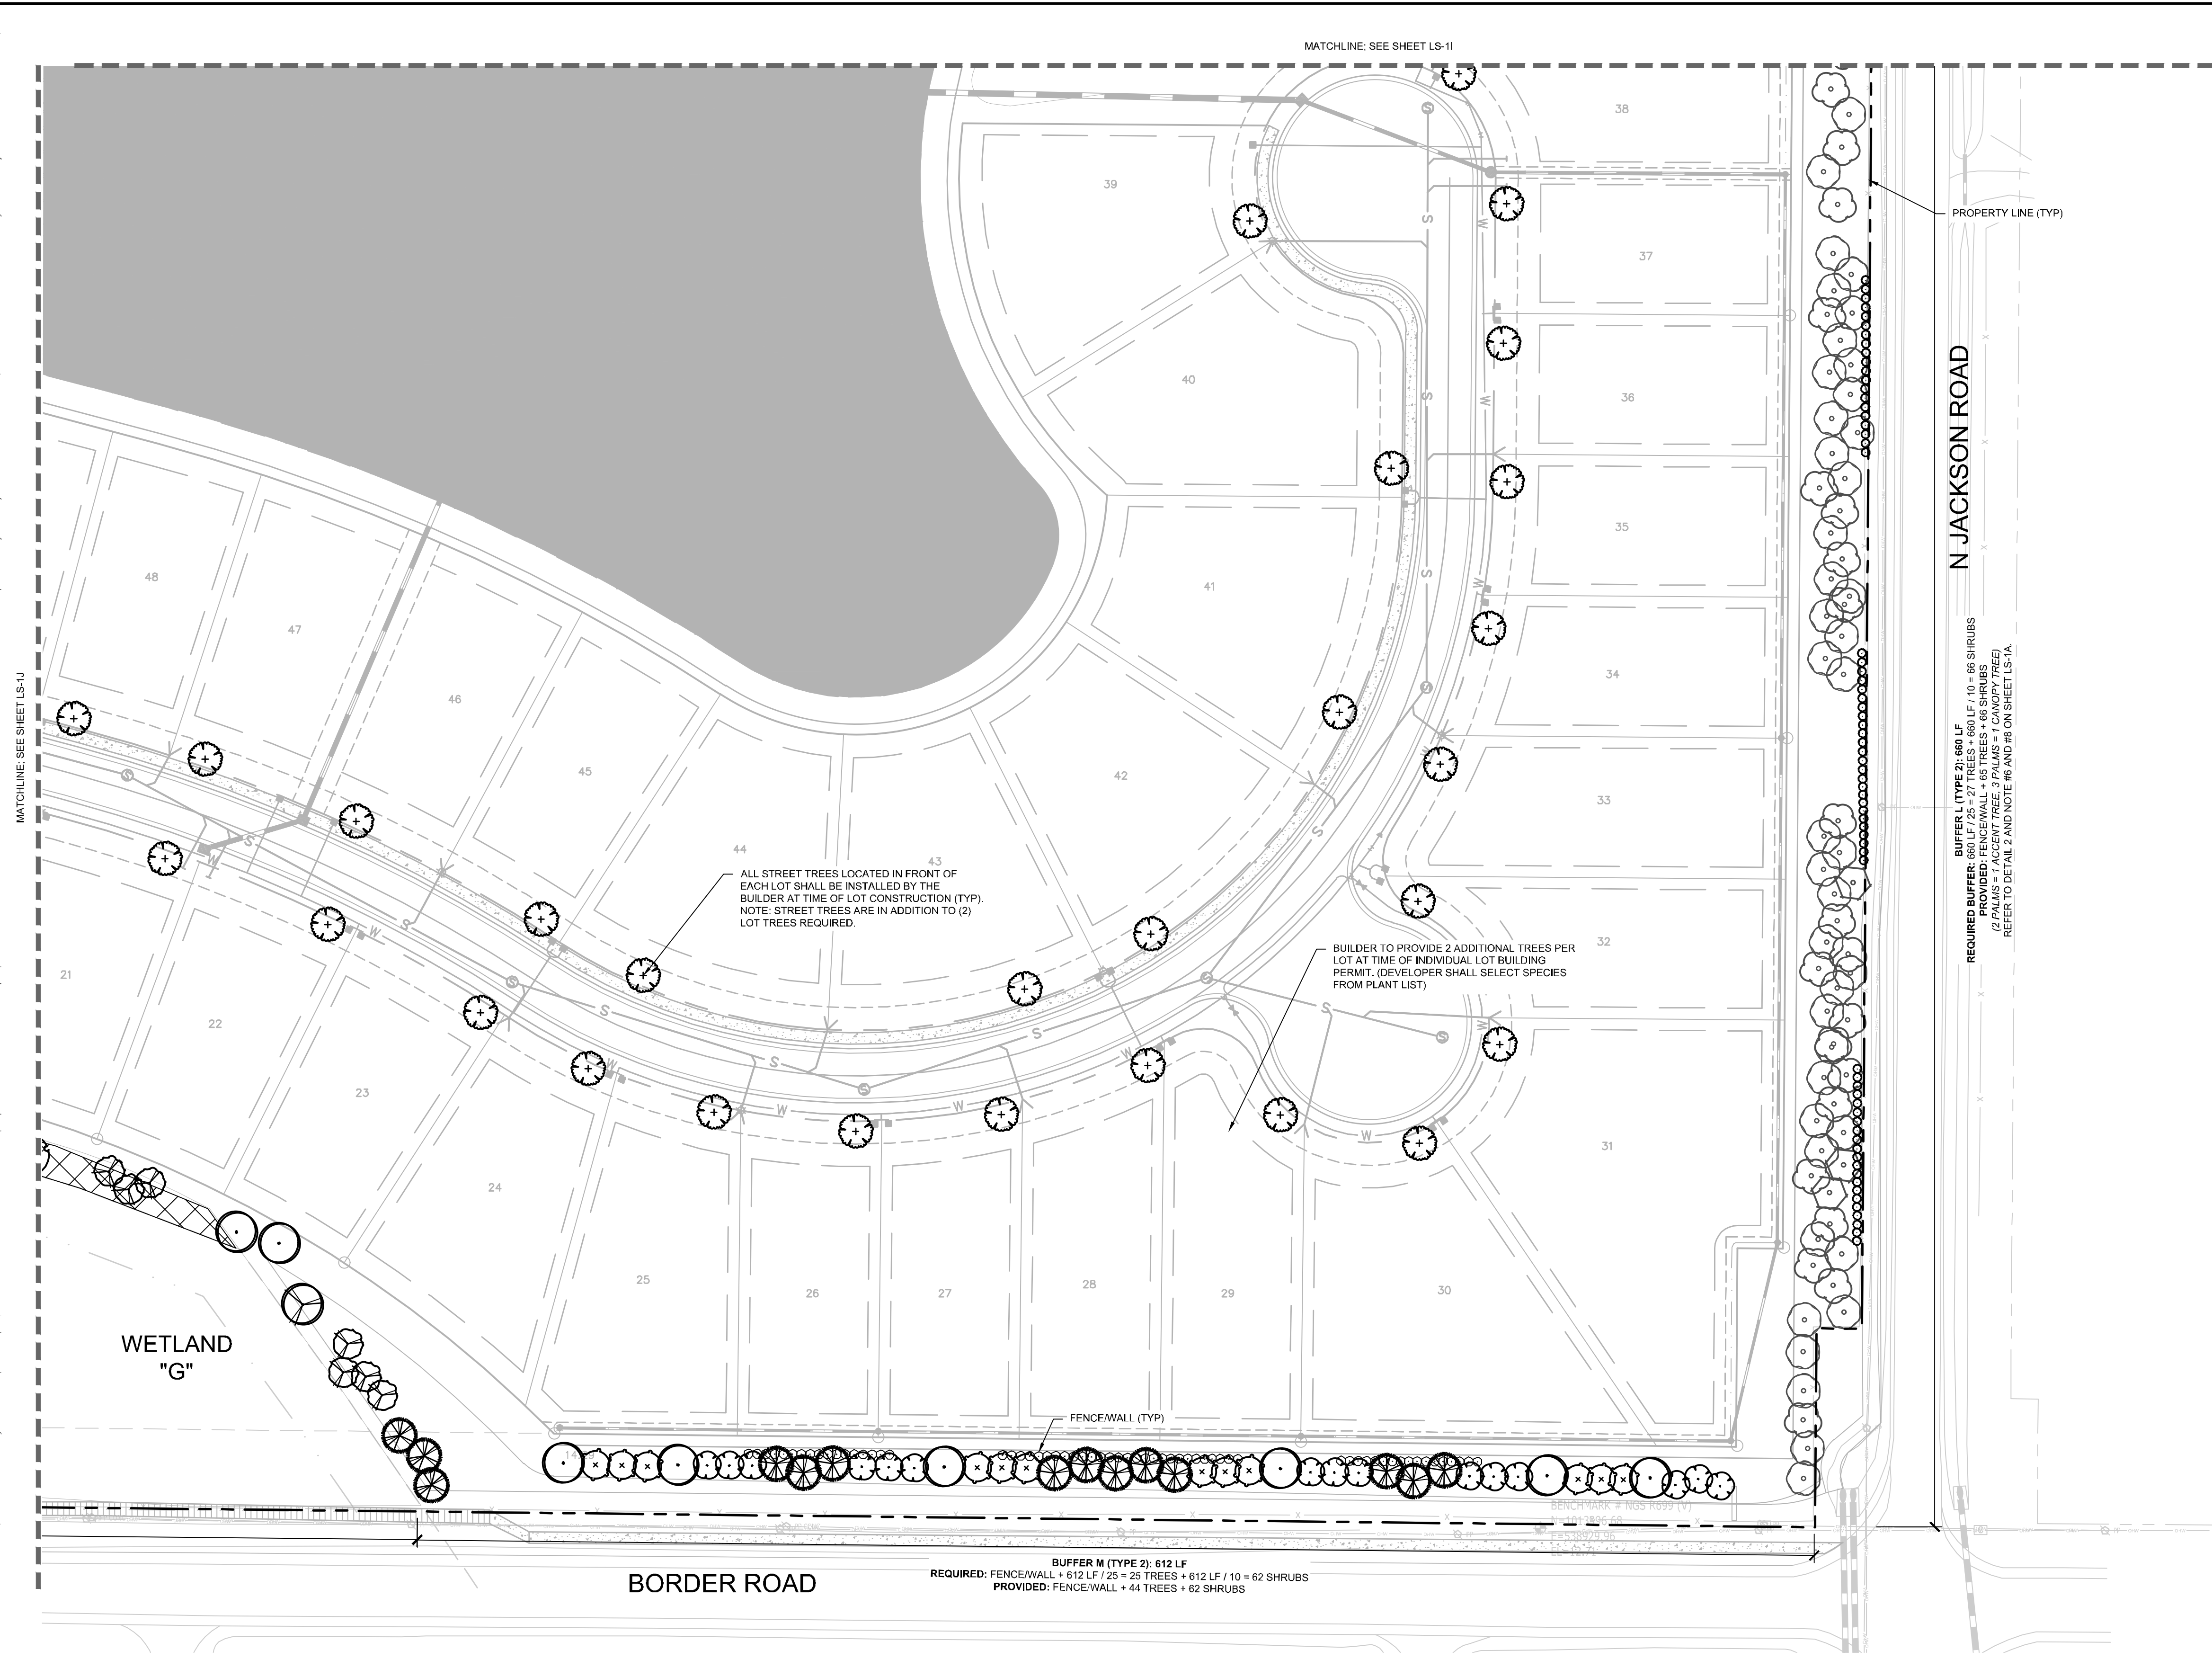 MATCHLINE; SEE SHEET LS-1I
MATCHLINE; SEE SHEET LS-1J
PROPERTY LINE (TYP)
N JACKSON ROAD
BUFFER L (TYPE 2): 660 LF
REQUIRED BUFFER: 660 LF / 25 = 27 TREES + 660 LF / 10 = 66 SHRUBS
PROVIDED: FENCE/WALL + 65 TREES + 66 SHRUBS
(2 PALMS = 1 ACCENT TREE, 3 PALMS = 1 CANOPY TREE)
REFER TO DETAIL 2 AND NOTE #6 AND #8 ON SHEET LS-1A.
38
39
37
40
36
35
41
48
47
34
46
45
42
33
44
43
ALL STREET TREES LOCATED IN FRONT OF
EACH LOT SHALL BE INSTALLED BY THE
BUILDER AT TIME OF LOT CONSTRUCTION (TYP).
NOTE: STREET TREES ARE IN ADDITION TO (2)
LOT TREES REQUIRED.
32
BUILDER TO PROVIDE 2 ADDITIONAL TREES PER
LOT AT TIME OF INDIVIDUAL LOT BUILDING
PERMIT. (DEVELOPER SHALL SELECT SPECIES
FROM PLANT LIST)
21
22
23
24
31
25
26
27
28
29
30
WETLAND
"G"
FENCE/WALL (TYP)
BENCHMARK # NGS R699 (V)
E=538929.96
BUFFER M (TYPE 2): 612 LF
REQUIRED: FENCE/WALL + 612 LF / 25 = 25 TREES + 612 LF / 10 = 62 SHRUBS
PROVIDED: FENCE/WALL + 44 TREES + 62 SHRUBS
BORDER ROAD